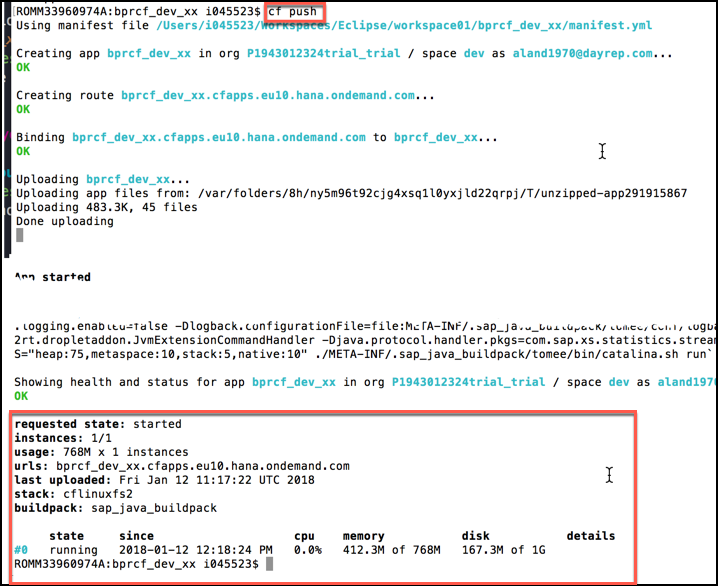 ROMM33960974A:bprcf_dev_xx i045523$ cf push
Using manifest file /Users/i045523/Workspaces/Eclipse/workspace01/bprcf_dev_xx/manifest.yml
Creating app bprcf_dev_xx in org P1943012324trial_trial / space dev as aland1970@dayrep.com...
OK
Creating route bprcf_dev_xx.cfapps.eu10.hana.ondemand.com...
OK
Binding bprcf_dev_xx.cfapps.eu10.hana.ondemand.com to bprcf_dev_xx...
OK
Uploading bprcf_dev_xx...
Uploading app files from: /var/folders/8h/ny5m96t92cjg4xsq1l0yxjld22qrpj/T/unzipped-app291915867
Uploading 483.3K, 45 files
Done uploading
App started
.logging.enabled=false -Dlogback.configurationFile=file:META-INF/.sap_java_buildpack/tomee/conf/logba
2rt.dropletaddon.JvmExtensionCommandHandler -Djava.protocol.handler.pkgs=com.sap.xs.statistics.stream
S="heap:75,metaspace:10,stack:5,native:10" ./META-INF/.sap_java_buildpack/tomee/bin/catalina.sh run`
Showing health and status for app bprcf_dev_xx in org P1943012324trial_trial / space dev as aland1970
OK
requested state: started
instances: 1/1
usage: 768M x 1 instances
urls: bprcf_dev_xx.cfapps.eu10.hana.ondemand.com
last uploaded: Fri Jan 12 11:17:22 UTC 2018
stack: cflinuxfs2
buildpack: sap_java_buildpack
state since cpu memory disk details
#0 running 2018-01-12 12:18:24 PM 0.0% 412.3M of 768M 167.3M of 1G
ROMM33960974A:bprcf_dev_xx i045523$